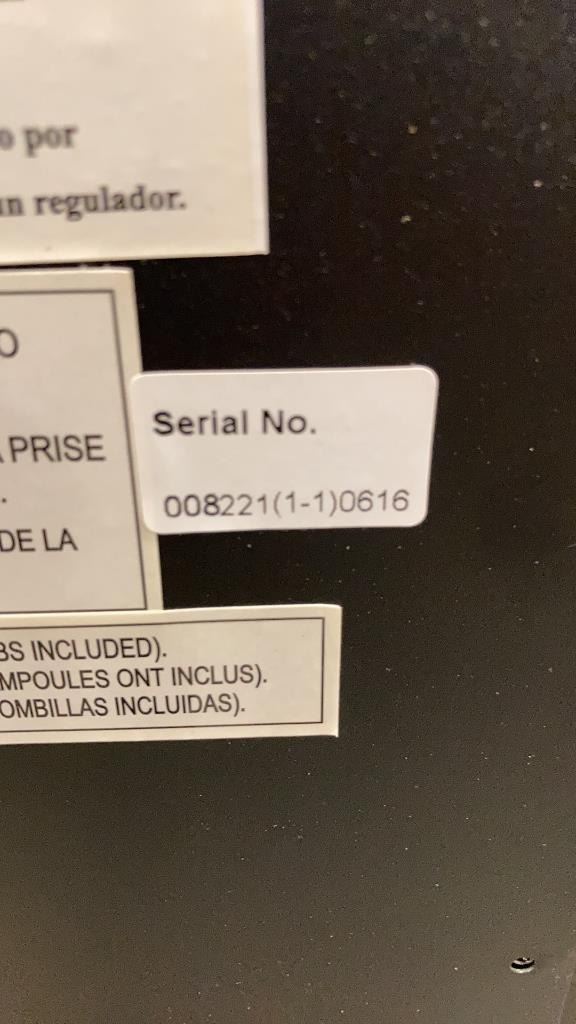 o por
un regulador.
O
A PRISE
.
DE LA
Serial No.
008221(1-1)0616
BS INCLUDED).
MPOULES ONT INCLUS).
OMBILLAS INCLUIDAS).